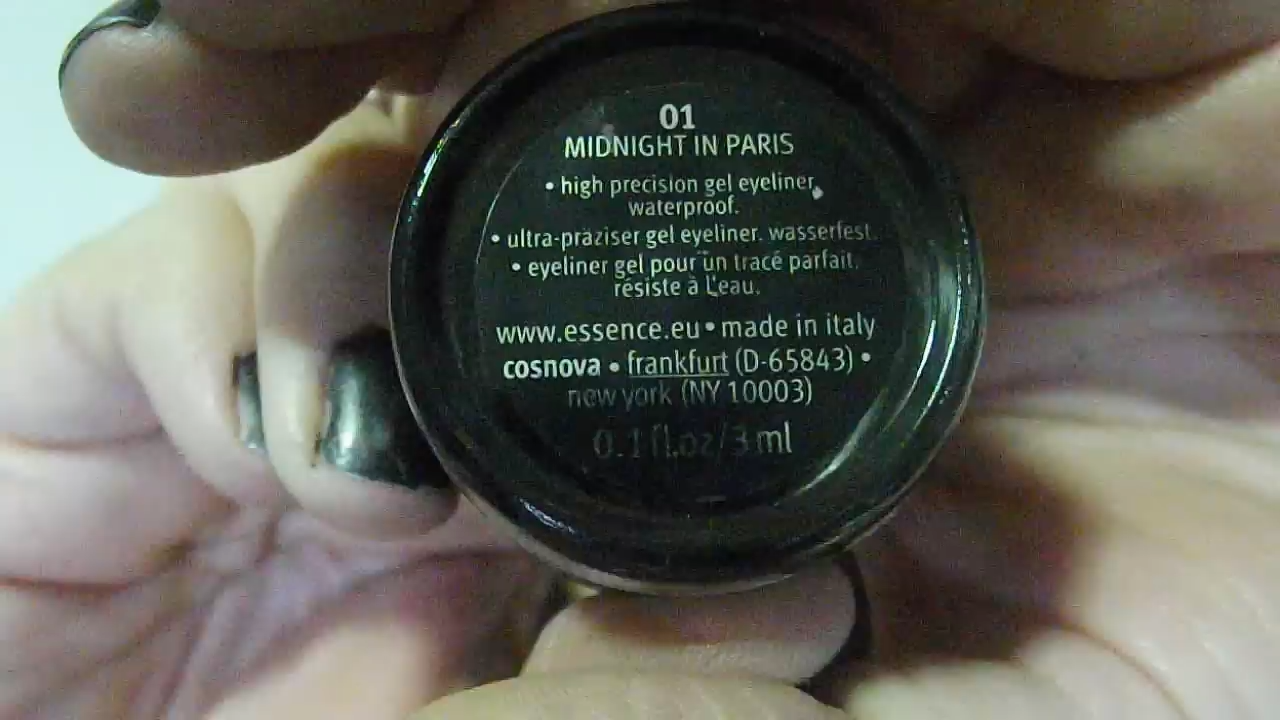 01
MIDNIGHT IN PARIS
• high precision gel eyeliner,
waterproof.
• ultra-präziser gel eyeliner. wasserfest.
• eyeliner gel pour un tracé parfait.
résiste à L'eau.
www.essence.eu • made in italy
cosnova • frankfurt (D-65843) •
new york (NY 10003)
0.1 fl.oz/3 ml